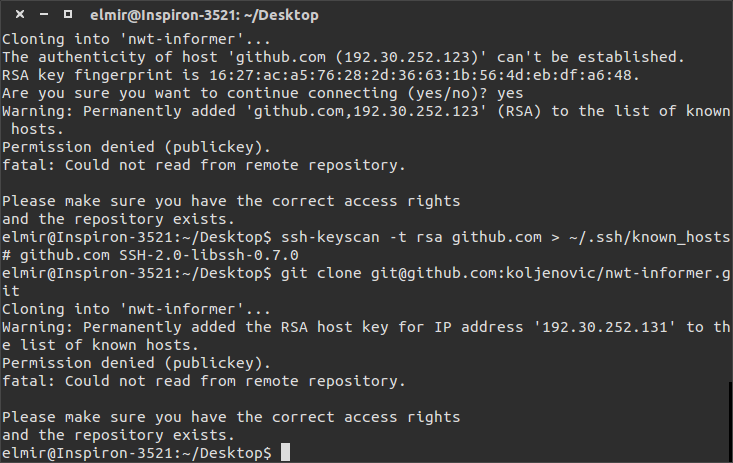 elmir@Inspiron-3521: ~/Desktop
Cloning into 'nwt-informer'...
The authenticity of host 'github.com (192.30.252.123)' can't be established.
RSA key fingerprint is 16:27:ac:a5:76:28:2d:36:63:1b:56:4d:eb:df:a6:48.
Are you sure you want to continue connecting (yes/no)? yes
Warning: Permanently added 'github.com,192.30.252.123' (RSA) to the list of known
 hosts.
Permission denied (publickey).
fatal: Could not read from remote repository.

Please make sure you have the correct access rights
and the repository exists.
elmir@Inspiron-3521:~/Desktop$ ssh-keyscan -t rsa github.com > ~/.ssh/known_hosts
# github.com SSH-2.0-libssh-0.7.0
elmir@Inspiron-3521:~/Desktop$ git clone git@github.com:koljenovic/nwt-informer.g
it
Cloning into 'nwt-informer'...
Warning: Permanently added the RSA host key for IP address '192.30.252.131' to th
e list of known hosts.
Permission denied (publickey).
fatal: Could not read from remote repository.

Please make sure you have the correct access rights
and the repository exists.
elmir@Inspiron-3521:~/Desktop$